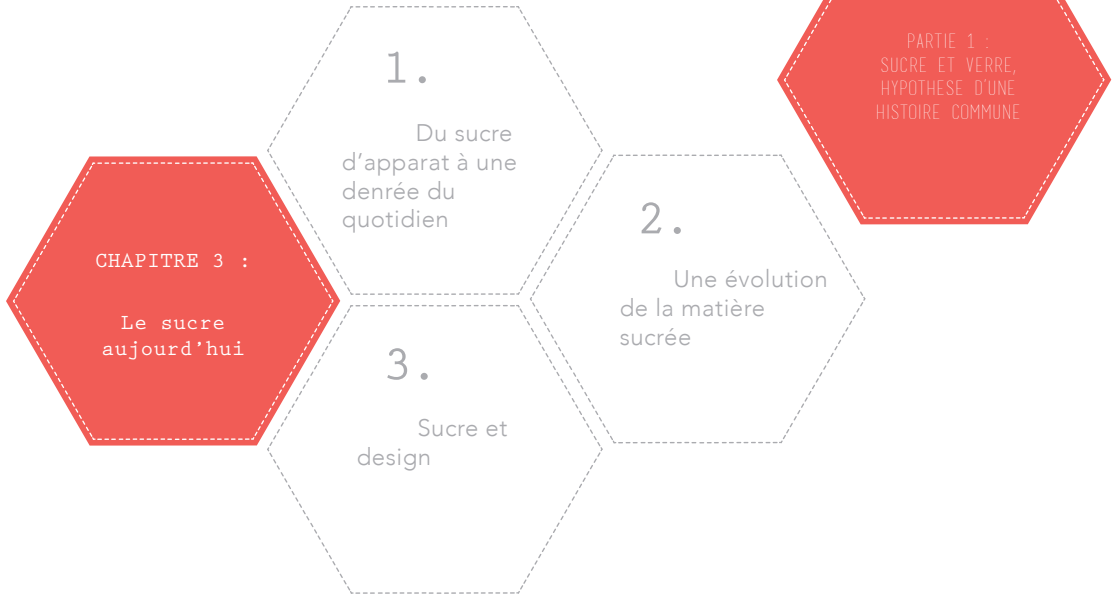 PARTIE 1 :
SUCRE ET VERRE,
HYPOTHESE D'UNE
HISTOIRE COMMUNE
CHAPITRE 3 :
Le sucre
aujourd'hui
1.
Du sucre
d'apparat à une
denrée du
quotidien
2.
Une évolution
de la matière
sucrée
3.
Sucre et
design